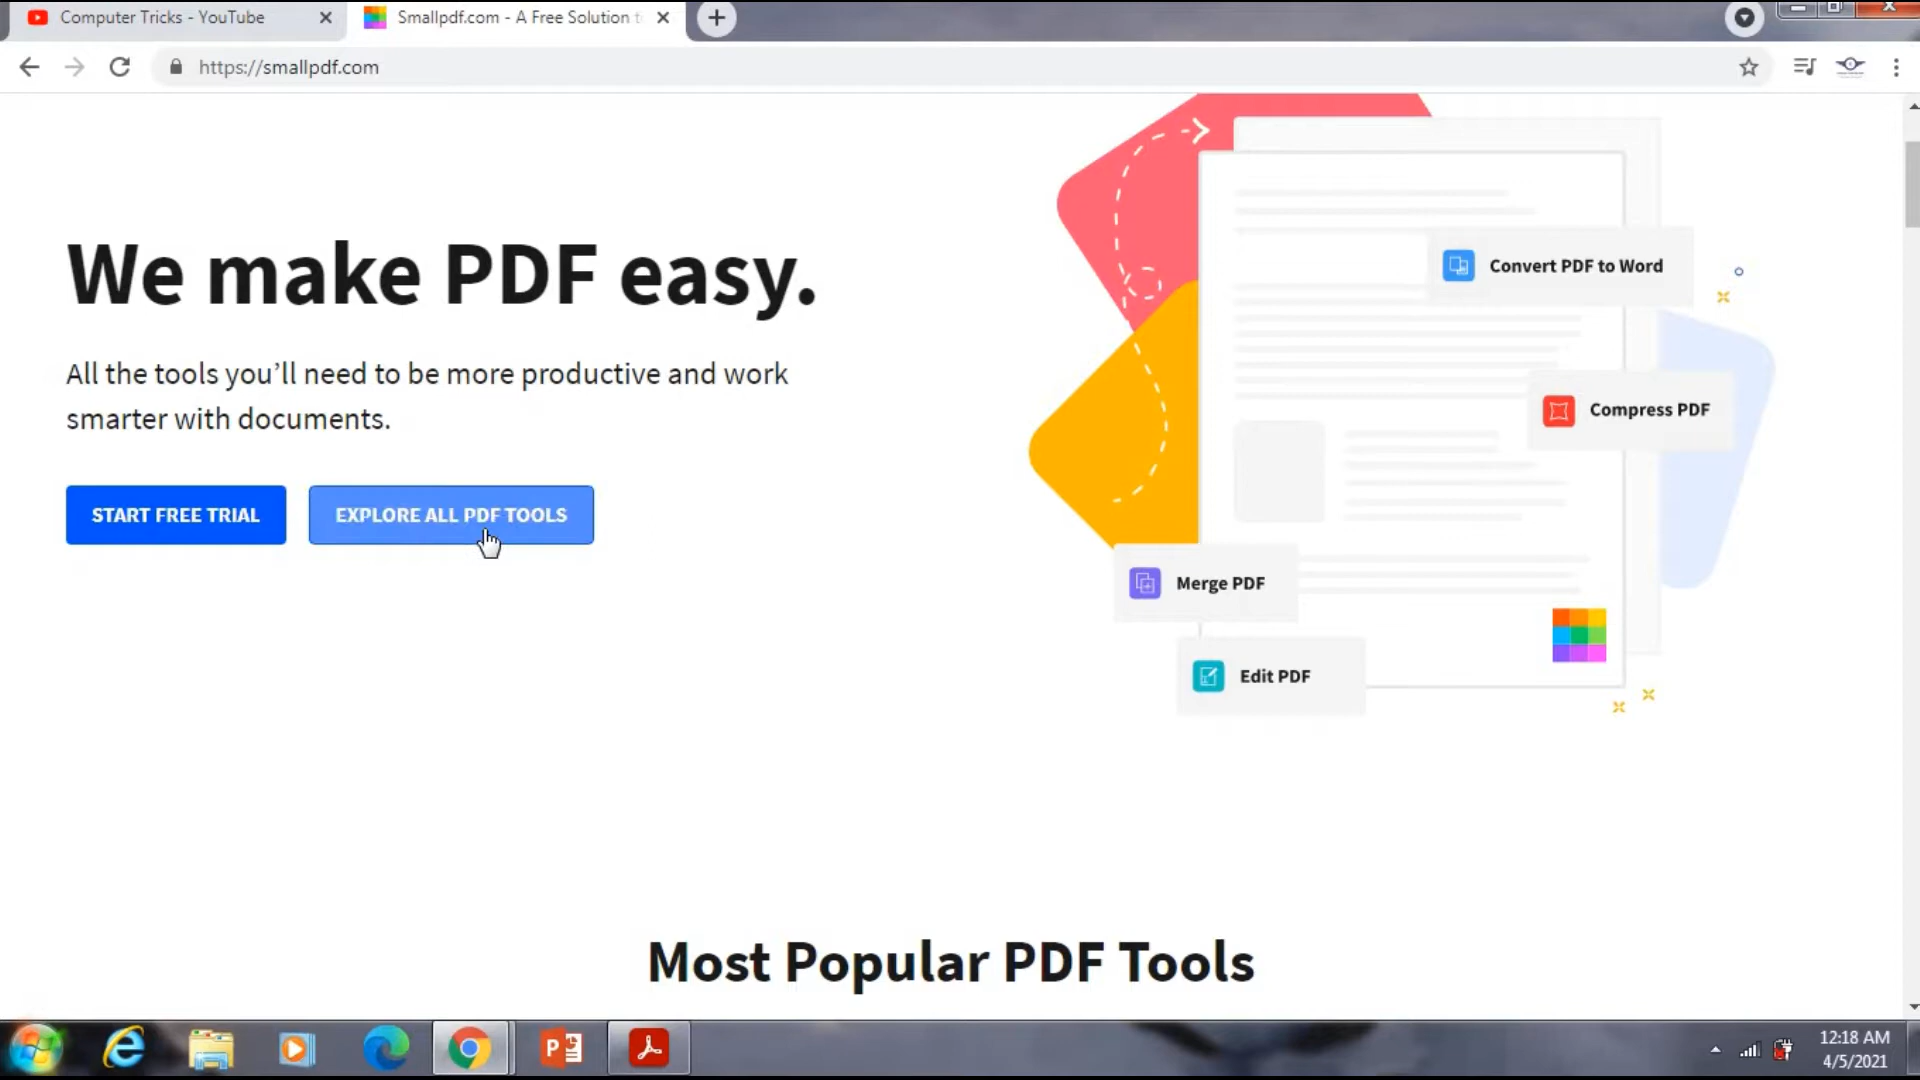 Computer Tricks - YouTube
Smallpdf.com - A Free Solution t
https://smallpdf.com
We make PDF easy.
All the tools you’ll need to be more productive and work
smarter with documents.
START FREE TRIAL
EXPLORE ALL PDF TOOLS
Convert PDF to Word
Compress PDF
Merge PDF
Edit PDF
Most Popular PDF Tools
12:18 AM
4/5/2021